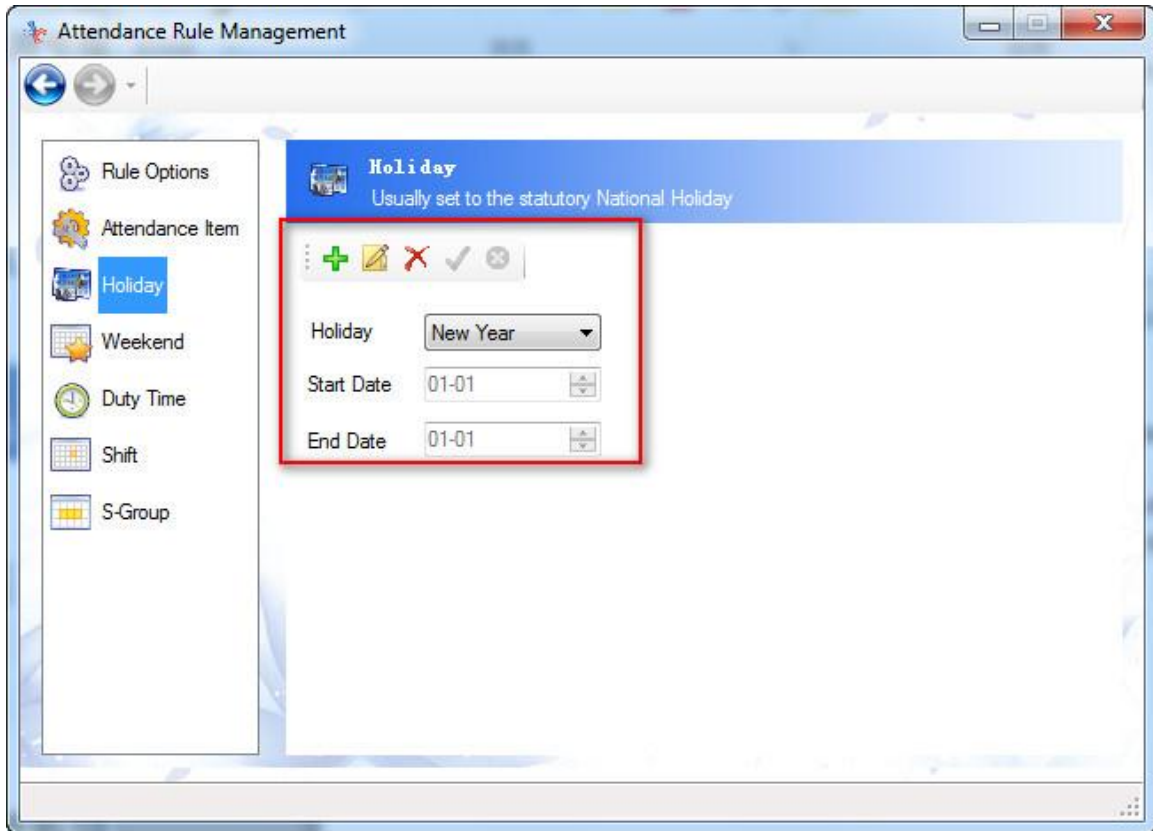 Attendance Rule Management
Rule Options
Attendance Item
Holiday
Weekend
Duty Time
Shift
S-Group
Holiday
Usually set to the statutory National Holiday
Holiday New Year
Start Date 01-01
End Date 01-01